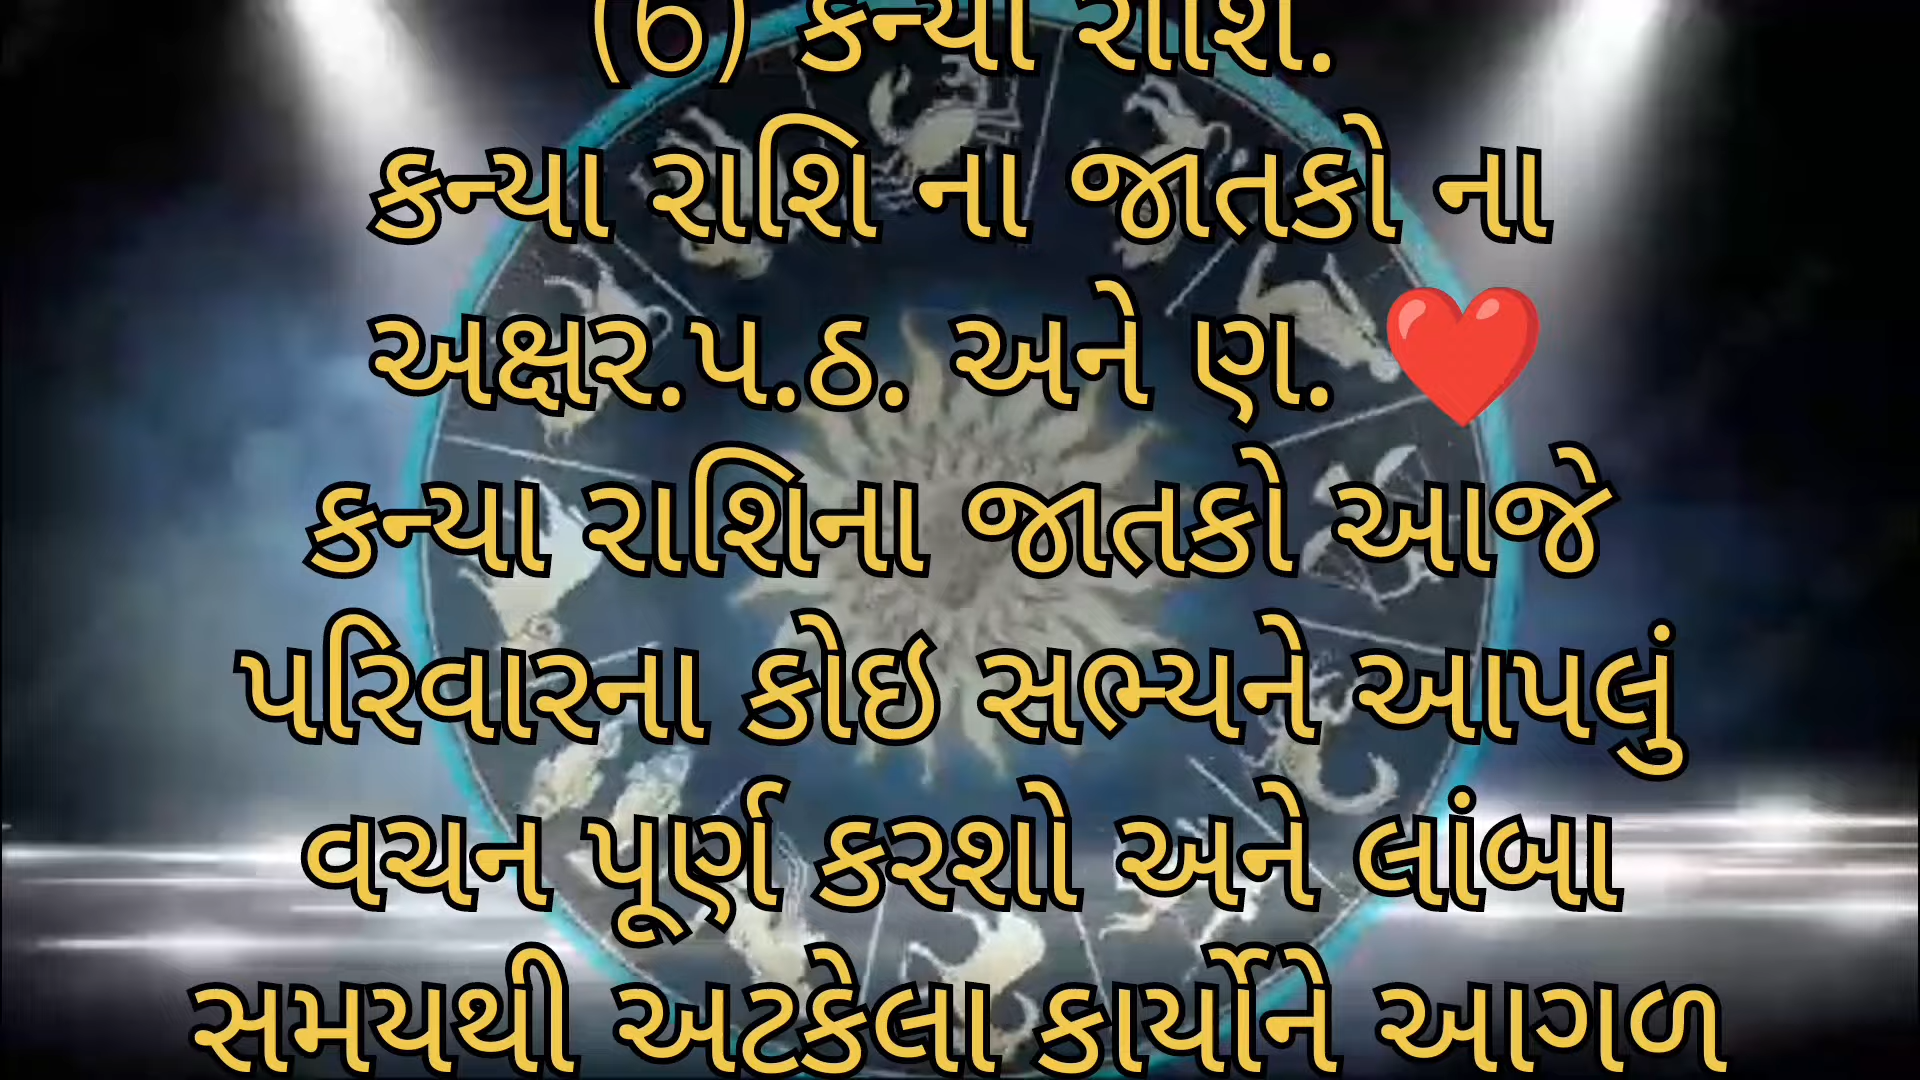 (6) કન્યા રાશિ.
કન્યા રાશિ ના જાતકો ના
અક્ષર.પ.ઠ. અને ણ. ❤️
કન્યા રાશિના જાતકો આજે
પરિવારના કોઇ સભ્યને આપલું
વચન પૂર્ણ કરશો અને લાંબા
સમયથી અટકેલા કાર્યોને આગળ